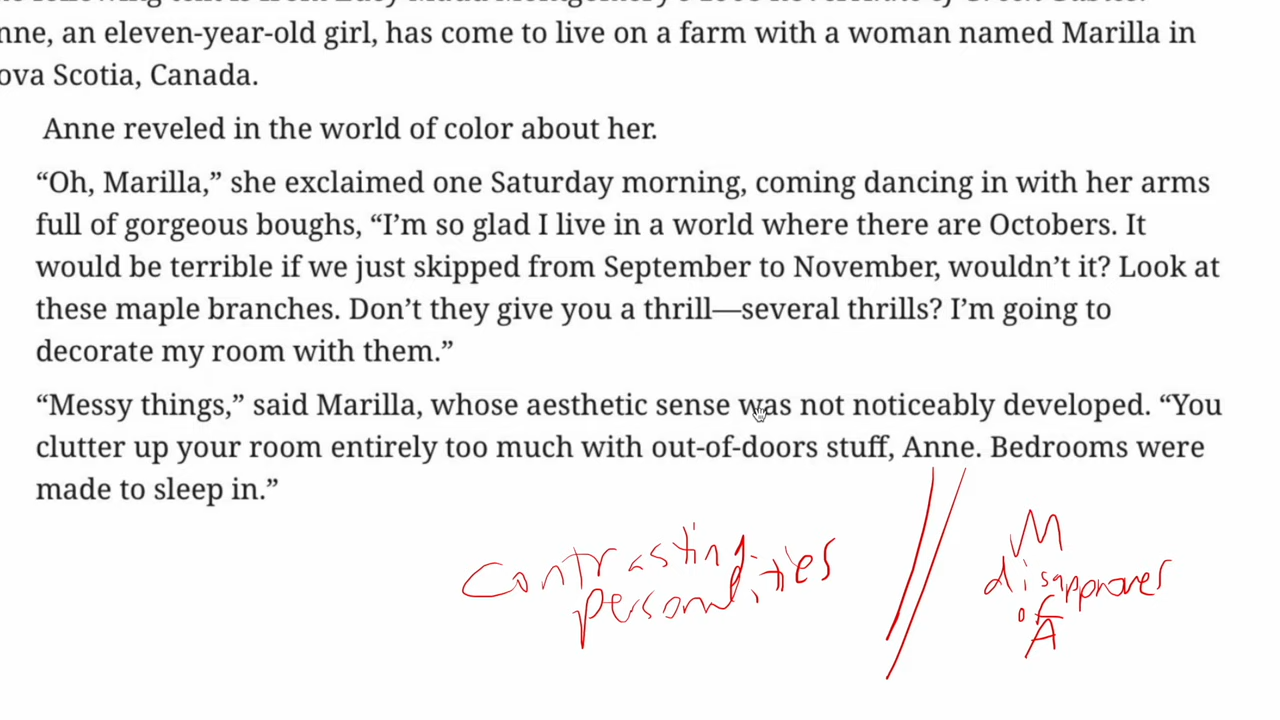 nne, an eleven-year-old girl, has come to live on a farm with a woman named Marilla in
ova Scotia, Canada.
Anne reveled in the world of color about her.
“Oh, Marilla,” she exclaimed one Saturday morning, coming dancing in with her arms
full of gorgeous boughs, “I’m so glad I live in a world where there are Octobers. It
would be terrible if we just skipped from September to November, wouldn’t it? Look at
these maple branches. Don’t they give you a thrill—several thrills? I’m going to
decorate my room with them.”
“Messy things,” said Marilla, whose aesthetic sense was not noticeably developed. “You
clutter up your room entirely too much with out-of-doors stuff, Anne. Bedrooms were
made to sleep in.”
contrasting
personalities
M
disapproves
of
A